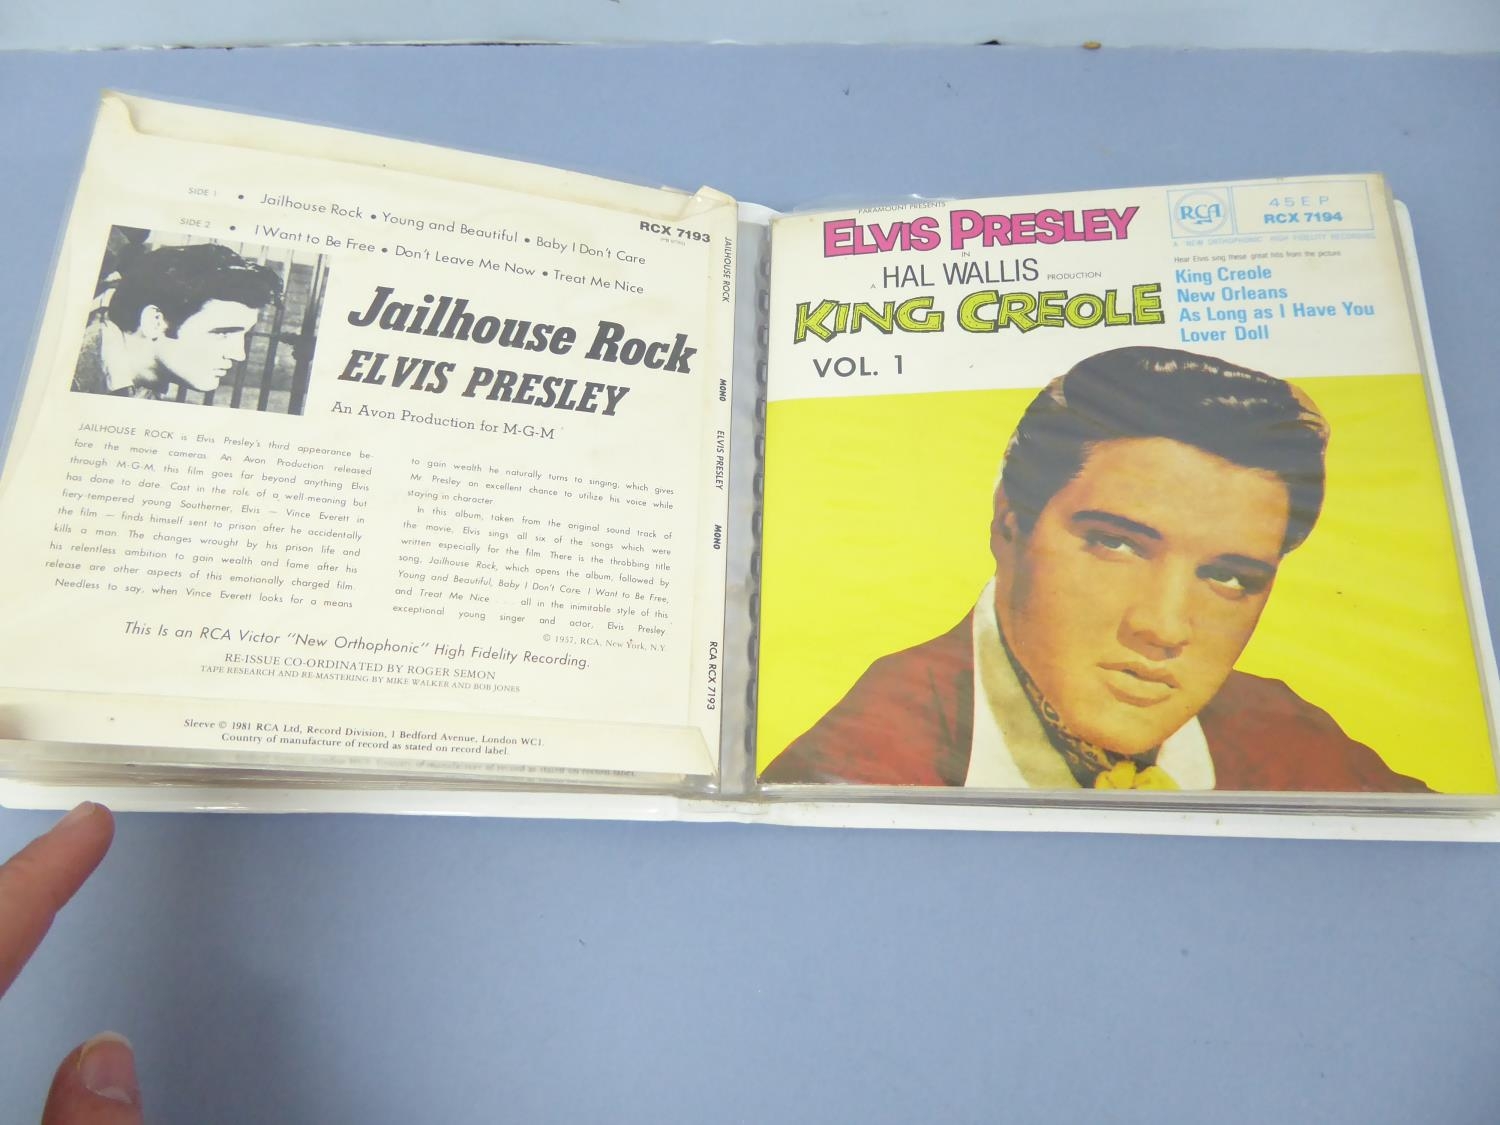 SIDE 1 • Jailhouse Rock • Young and Beautiful • Baby I Don't Care
SIDE 2 • I Want to Be Free • Don't Leave Me Now • Treat Me Nice
RCX 7193
Jailhouse Rock
ELVIS PRESLEY
An Avon Production for M-G-M
JAILHOUSE ROCK is Elvis Presley's third appearance be-
fore the movie cameras. An Avon Production released
through M-G-M, this film goes far beyond anything Elvis
has done to date. Cast in the role of a well-meaning but
fiery-tempered young Southerner, Elvis — Vince Everett in
the film — finds himself sent to prison after he accidentally
kills a man. The changes wrought by his prison life and
his relentless ambition to gain wealth and fame after his
release are other aspects of this emotionally charged film.
Needless to say, when Vince Everett looks for a means
to gain wealth he naturally turns to singing, which gives
Mr Presley an excellent chance to utilize his voice while
staying in character.
In this album, taken from the original sound track of
the movie, Elvis sings all six of the songs which were
written especially for the film. There is the throbbing title
song, Jailhouse Rock, which opens the album, followed by
Young and Beautiful, Baby I Don't Care, I Want to Be Free,
and Treat Me Nice . . . all in the inimitable style of this
exceptional young singer and actor, Elvis Presley.
© 1957, RCA, New York, N.Y.
This Is an RCA Victor "New Orthophonic" High Fidelity Recording.
RE-ISSUE CO-ORDINATED BY ROGER SEMON
TAPE RESEARCH AND RE-MASTERING BY MIKE WALKER AND BOB JONES
Sleeve © 1981 RCA Ltd, Record Division, 1 Bedford Avenue, London WC1.
Country of manufacture of record as stated on record label.
JAILHOUSE ROCK
MONO
ELVIS PRESLEY
MONO
RCA RCX 7193
PARAMOUNT PRESENTS
ELVIS PRESLEY
IN
A HAL WALLIS PRODUCTION
KING CREOLE
VOL. 1
RCA
45 EP
RCX 7194
A "NEW ORTHOPHONIC" HIGH FIDELITY RECORDING
Hear Elvis sing these great hits from the picture
King Creole
New Orleans
As Long as I Have You
Lover Doll